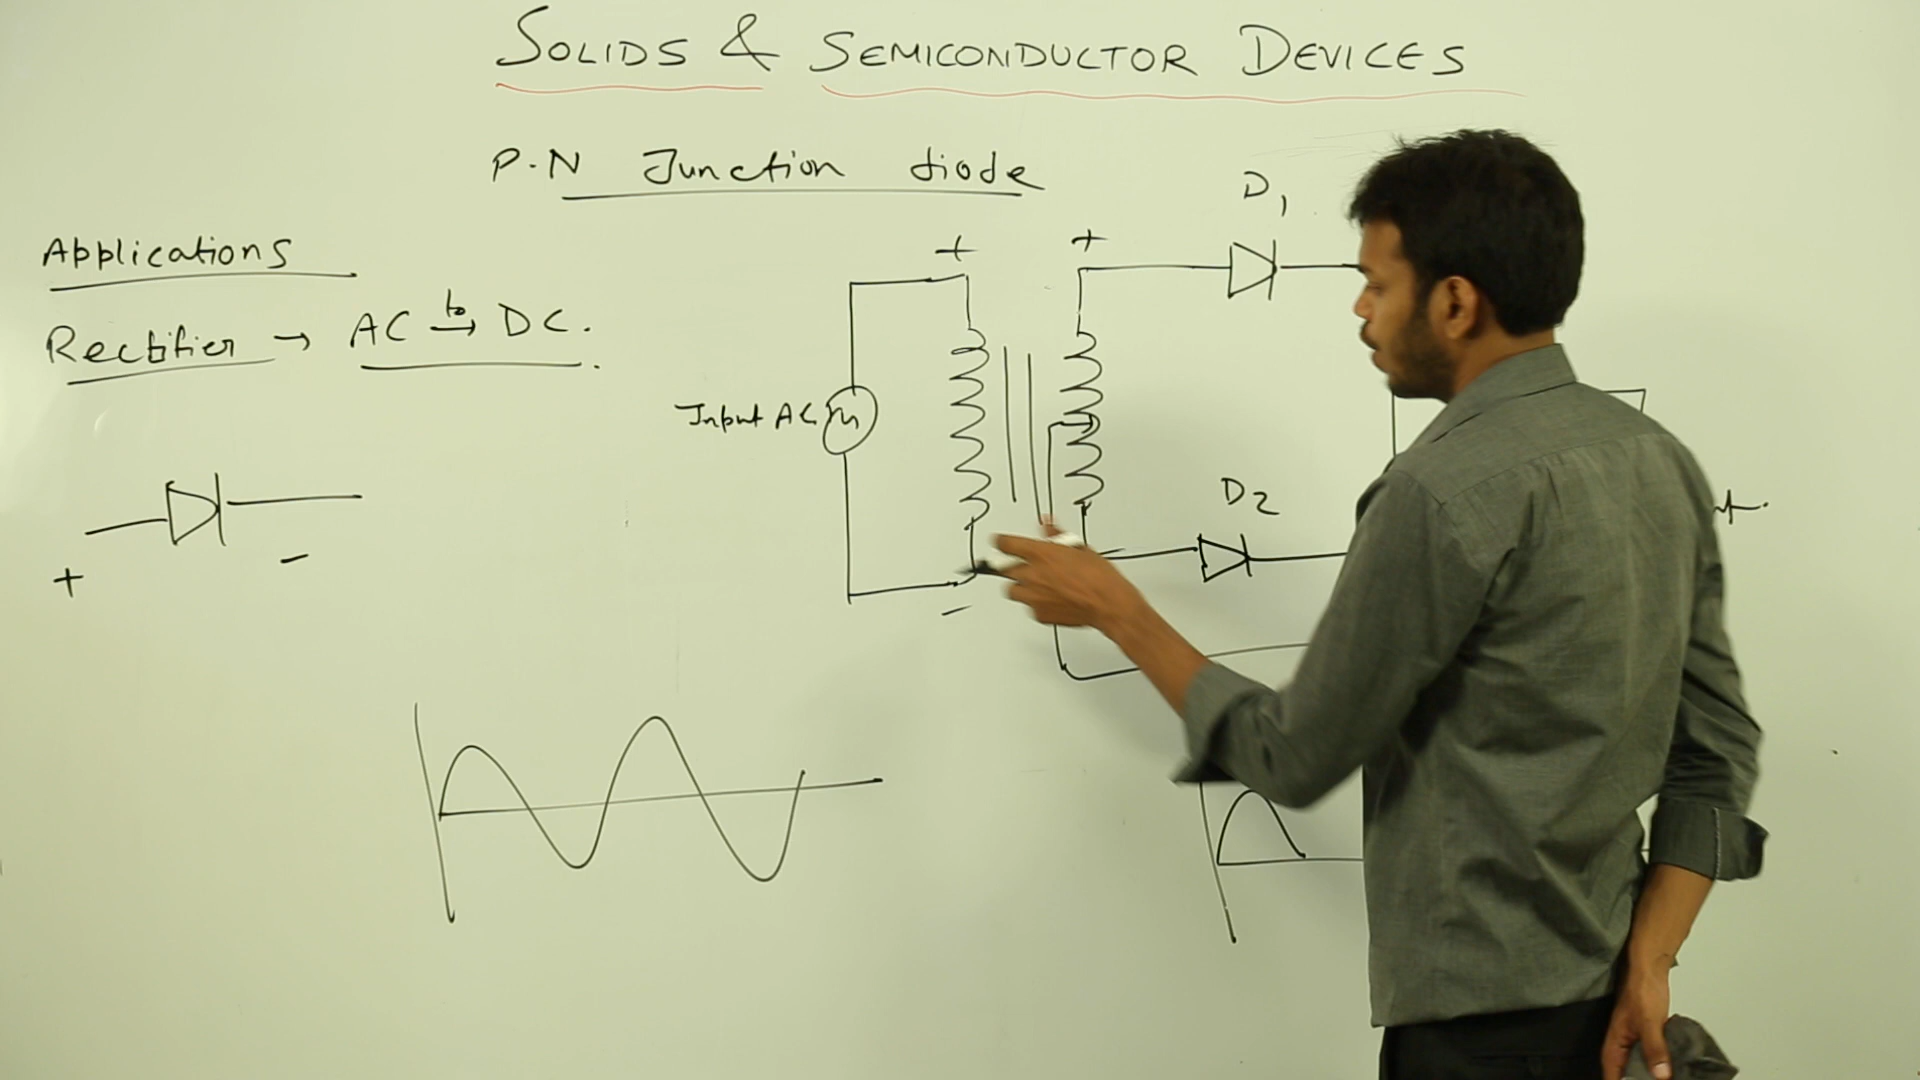 SOLIDS & SEMICONDUCTOR DEVICES
P-N Junction diode
Applications
Rectifier → AC to→ DC.
Input AC
D1
D2
+
+
+
-
-